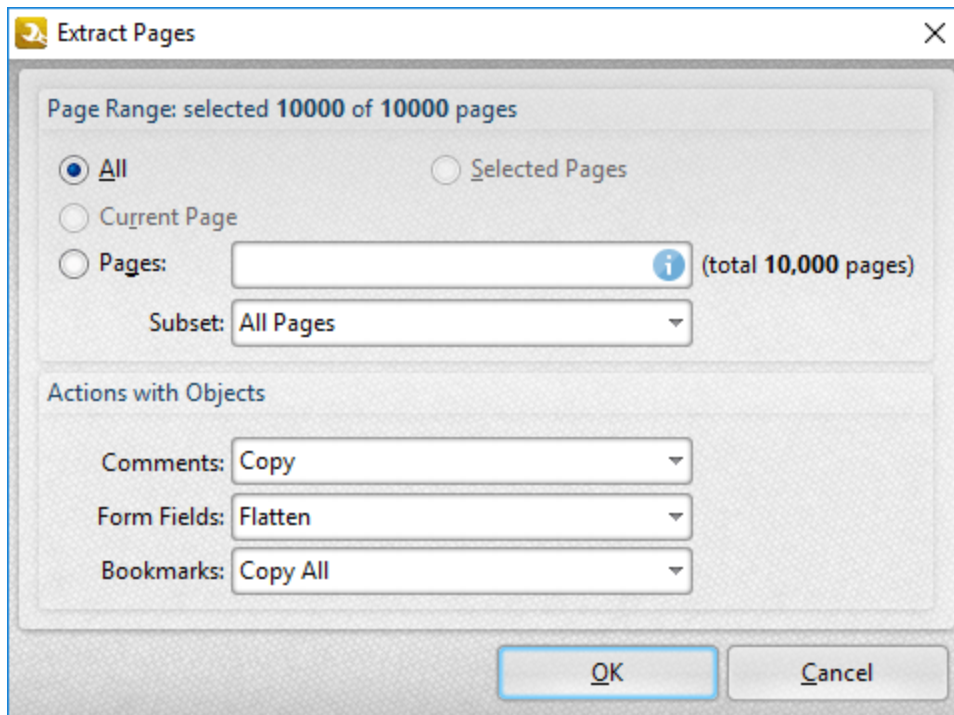 Extract Pages
Page Range: selected 10000 of 10000 pages
All Selected Pages
Current Page
Pages: (total 10,000 pages)
Subset: All Pages
Actions with Objects
Comments: Copy
Form Fields: Flatten
Bookmarks: Copy All
OK Cancel